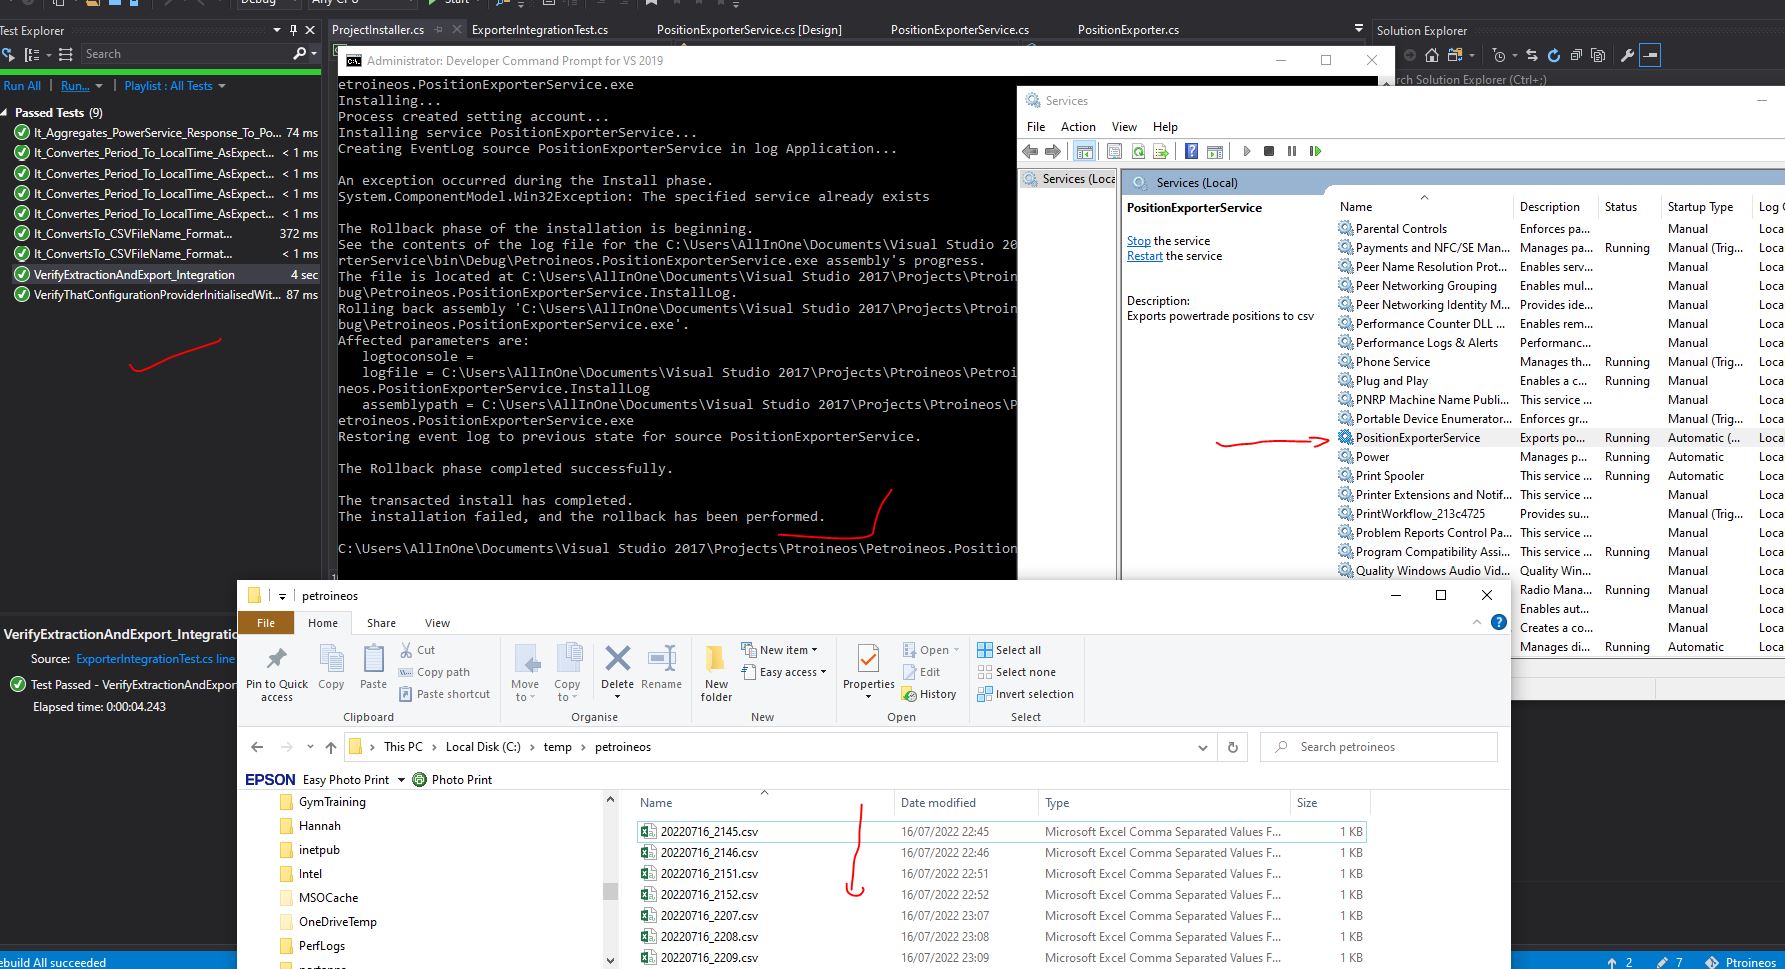 Debug
Any CPU
Start
Test Explorer
Search
Run All | Run... | Playlist : All Tests
Passed Tests (9)
It_Aggregates_PowerService_Response_To_Po... 74 ms
It_Convertes_Period_To_LocalTime_AsExpect... < 1 ms
It_Convertes_Period_To_LocalTime_AsExpect... < 1 ms
It_Convertes_Period_To_LocalTime_AsExpect... < 1 ms
It_Convertes_Period_To_LocalTime_AsExpect... < 1 ms
It_ConvertsTo_CSVFileName_Format... 372 ms
It_ConvertsTo_CSVFileName_Format... < 1 ms
VerifyExtractionAndExport_Integration 4 sec
VerifyThatConfigurationProviderInitialisedWit... 87 ms
VerifyExtractionAndExport_Integratio
Source: ExporterIntegrationTest.cs line
Test Passed - VerifyExtractionAndExpor
Elapsed time: 0:00:04.243
ebuild All succeeded
ProjectInstaller.cs
ExporterIntegrationTest.cs
PositionExporterService.cs [Design]
PositionExporterService.cs
PositionExporter.cs
Administrator: Developer Command Prompt for VS 2019
etroineos.PositionExporterService.exe
Installing...
Process created setting account...
Installing service PositionExporterService...
Creating EventLog source PositionExporterService in log Application...
An exception occurred during the Install phase.
System.ComponentModel.Win32Exception: The specified service already exists
The Rollback phase of the installation is beginning.
See the contents of the log file for the C:\Users\AllInOne\Documents\Visual Studio 20
rterService\bin\Debug\Petroineos.PositionExporterService.exe assembly's progress.
The file is located at C:\Users\AllInOne\Documents\Visual Studio 2017\Projects\Ptroin
bug\Petroineos.PositionExporterService.InstallLog.
Rolling back assembly 'C:\Users\AllInOne\Documents\Visual Studio 2017\Projects\Ptroin
bug\Petroineos.PositionExporterService.exe'.
Affected parameters are:
logtoconsole =
logfile = C:\Users\AllInOne\Documents\Visual Studio 2017\Projects\Ptroineos\Petroi
neos.PositionExporterService.InstallLog
assemblypath = C:\Users\AllInOne\Documents\Visual Studio 2017\Projects\Ptroineos\P
etroineos.PositionExporterService.exe
Restoring event log to previous state for source PositionExporterService.
The Rollback phase completed successfully.
The transacted install has completed.
The installation failed, and the rollback has been performed.
C:\Users\AllInOne\Documents\Visual Studio 2017\Projects\Ptroineos\Petroineos.Position
Solution Explorer
rch Solution Explorer (Ctrl+;)
Services
File Action View Help
Services (Loca
Services (Local)
PositionExporterService
Stop the service
Restart the service
Description:
Exports powertrade positions to csv
Name Description Status Startup Type Log
Parental Controls Enforces pa... Manual Loca
Payments and NFC/SE Man... Manages pa... Running Manual (Trig... Loca
Peer Name Resolution Prot... Enables serv... Manual Loca
Peer Networking Grouping Enables mul... Manual Loca
Peer Networking Identity M... Provides ide... Manual Loca
Performance Counter DLL ... Enables rem... Manual Loca
Performance Logs & Alerts Performanc... Manual Loca
Phone Service Manages th... Running Manual (Trig... Loca
Plug and Play Enables a c... Running Manual Loca
PNRP Machine Name Publi... This service ... Manual Loca
Portable Device Enumerator... Enforces gr... Manual (Trig... Loca
PositionExporterService Exports po... Running Automatic (... Loca
Power Manages p... Running Automatic Loca
Print Spooler This service ... Running Automatic Loca
Printer Extensions and Notif... This service ... Manual Loca
PrintWorkflow_213c4725 Provides su... Manual (Trig... Loca
Problem Reports Control Pa... This service ... Manual Loca
Program Compatibility Assi... This service ... Running Manual Loca
Quality Windows Audio Vid... Quality Win... Manual Loca
Radio Mana... Running Manual Loca
Enables aut... Manual Loca
Creates a co... Manual Loca
Manages di... Running Manual Loca
petroineos
File Home Share View
Pin to Quick access
Copy
Paste
Cut
Copy path
Paste shortcut
Clipboard
Move to
Copy to
Delete
Rename
Organise
New folder
New item
Easy access
New
Properties
Open
Edit
History
Open
Select all
Select none
Invert selection
Select
This PC > Local Disk (C:) > temp > petroineos
Search petroineos
EPSON Easy Photo Print Photo Print
GymTraining
Hannah
inetpub
Intel
MSOCache
OneDriveTemp
PerfLogs
Name Date modified Type Size
20220716_2145.csv 16/07/2022 22:45 Microsoft Excel Comma Separated Values F... 1 KB
20220716_2146.csv 16/07/2022 22:46 Microsoft Excel Comma Separated Values F... 1 KB
20220716_2151.csv 16/07/2022 22:51 Microsoft Excel Comma Separated Values F... 1 KB
20220716_2152.csv 16/07/2022 22:52 Microsoft Excel Comma Separated Values F... 1 KB
20220716_2207.csv 16/07/2022 23:07 Microsoft Excel Comma Separated Values F... 1 KB
20220716_2208.csv 16/07/2022 23:08 Microsoft Excel Comma Separated Values F... 1 KB
20220716_2209.csv 16/07/2022 23:09 Microsoft Excel Comma Separated Values F... 1 KB
2 7 Ptroineos